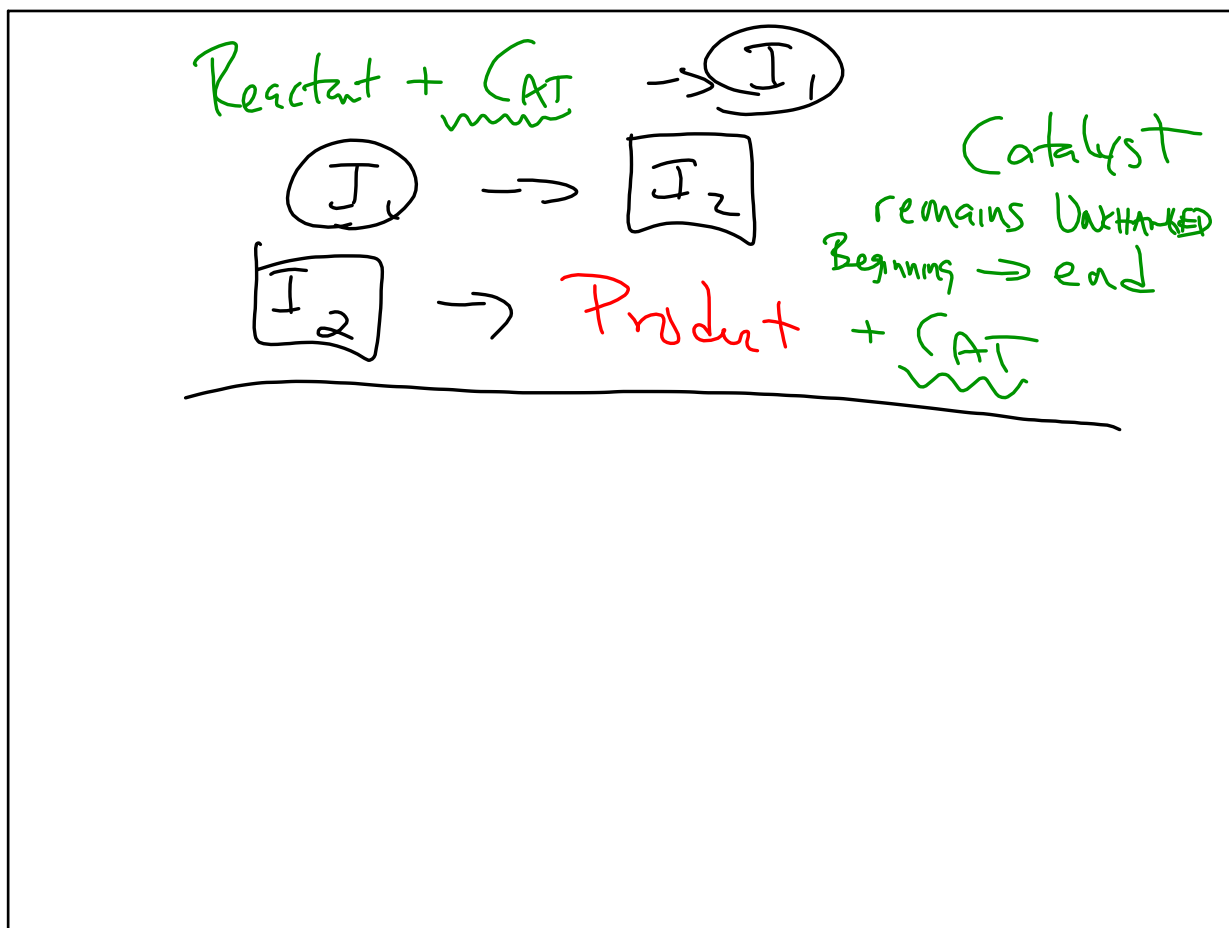 Reactant + CAT → I₁
I₁ → I₂
I₂ → Product + CAT
Catalyst
remains UNCHANGED
Beginning → end